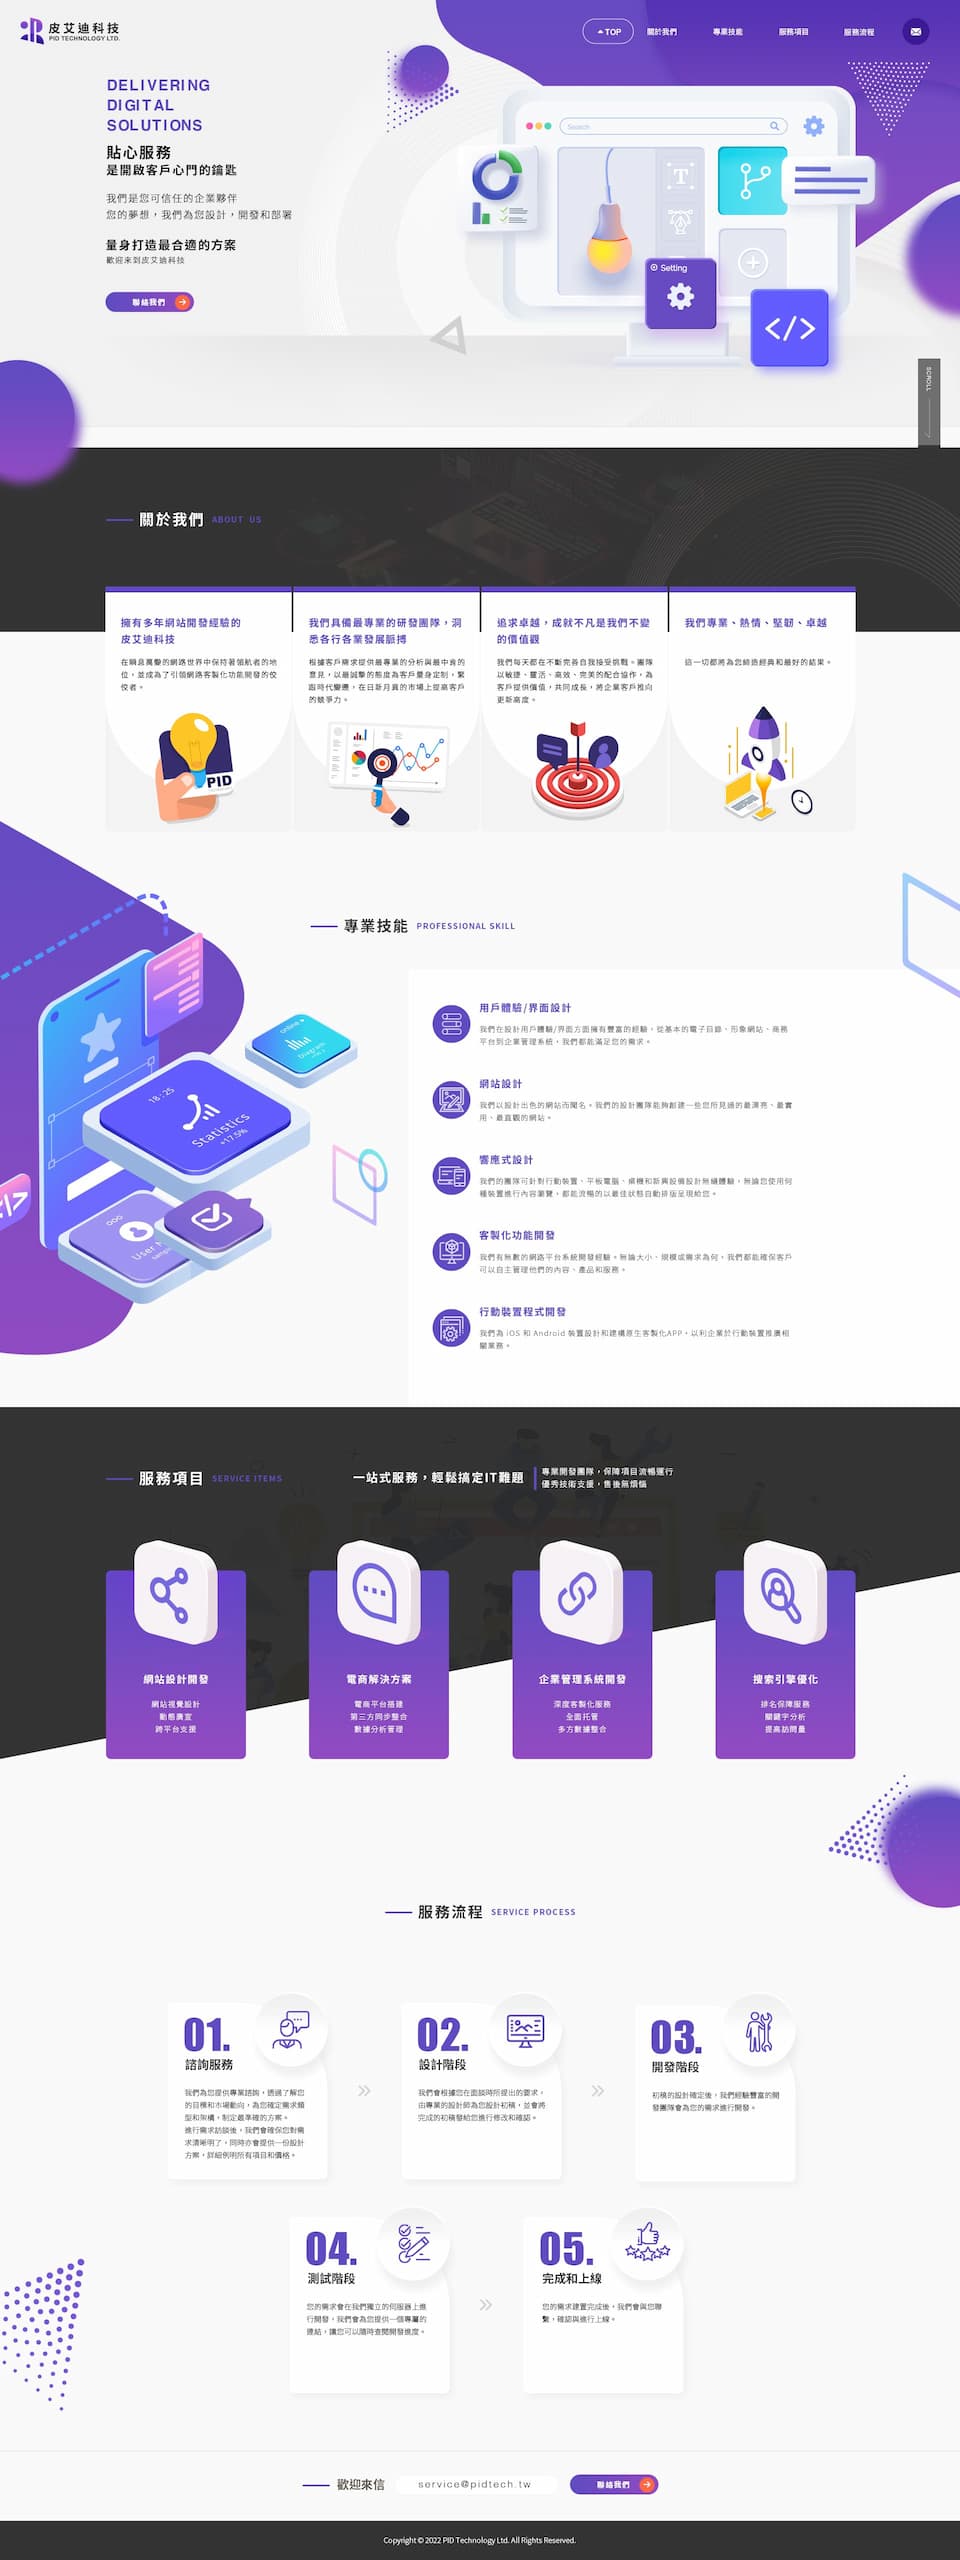 皮艾迪科技
PID TECHNOLOGY LTD.
TOP
關於我們
專業技能
服務項目
服務流程
DELIVERING
DIGITAL
SOLUTIONS
貼心服務
是開啟客戶心門的鑰匙
我們是您可信任的企業夥伴
您的夢想，我們為您設計，開發和部署
量身打造最合適的方案
歡迎來到皮艾迪科技
聯絡我們
Search
T
Setting
</>
SCROLL
關於我們 ABOUT US
擁有多年網站開發經驗的
皮艾迪科技
在瞬息萬變的網路世界中保持著領航者的地
位，並成為了引領網路客製化功能開發的佼
佼者。
PID
我們具備最專業的研發團隊，洞
悉各行各業發展脈搏
根據客戶需求提供最專業的分析與最中肯的
意見，以最誠摯的態度為客戶量身定制，緊
跟時代變遷，在日新月異的市場上提高客戶
的競爭力。
追求卓越，成就不凡是我們不變
的價值觀
我們每天都在不斷完善自我接受挑戰。團隊
以敏捷、靈活、高效、完美的配合協作，為
客戶提供價值，共同成長，將企業客戶推向
更新高度。
我們專業、熱情、堅韌、卓越
這一切都將為您締造經典和最好的結果。
專業技能 PROFESSIONAL SKILL
online
Diagram
18:25
Statistics
+17.5%
</>
用戶體驗/界面設計
我們在設計用戶體驗/界面方面擁有豐富的經驗，從基本的電子目錄、形象網站、商務
平台到企業管理系統，我們都能滿足您的需求。
網站設計
我們以設計出色的網站而聞名。我們的設計團隊能夠創建一些您所見過的最漂亮、最實
用、最直觀的網站。
響應式設計
我們的團隊可針對行動裝置、平板電腦、桌機和新興設備設計無縫體驗，無論您使用何
種裝置進行內容瀏覽，都能流暢的以最佳狀態自動排版呈現給您。
客製化功能開發
我們有無數的網路平台系統開發經驗。無論大小、規模或需求為何，我們都能確保客戶
可以自主管理他們的內容、產品和服務。
行動裝置程式開發
我們為 iOS 和 Android 裝置設計和建構原生客製化APP，以利企業於行動裝置推廣相
關業務。
服務項目 SERVICE ITEMS
一站式服務，輕鬆搞定IT難題
專業開發團隊，保障項目流暢運行
優秀技術支援，售後無煩惱
網站設計開發
網站視覺設計
動態廣宣
跨平台支援
電商解決方案
電商平台搭建
第三方同步整合
數據分析管理
企業管理系統開發
深度客製化服務
全面托管
多方數據整合
搜索引擎優化
排名保障服務
關鍵字分析
提高訪問量
服務流程 SERVICE PROCESS
01.
諮詢服務
我們為您提供專業諮詢，透過了解您
的目標和市場動向，為您確定需求類
型和架構，制定最準確的方案。
進行需求訪談後，我們會確保您對需
求清晰明了，同時亦會提供一份設計
方案，詳細例明所有項目和價格。
02.
設計階段
我們會根據您在面談時所提出的要求，
由專業的設計師為您設計初稿，並會將
完成的初稿發給您進行修改和確認。
03.
開發階段
初稿的設計確定後，我們經驗豐富的開
發團隊會為您的需求進行開發。
04.
測試階段
您的需求會在我們獨立的伺服器上進
行開發，我們會為您提供一個專屬的
連結，讓您可以隨時查閱開發進度。
05.
完成和上線
您的需求建置完成後，我們會與您聯
繫，確認與進行上線。
歡迎來信
service@pidtech.tw
聯絡我們
Copyright © 2022 PID Technology Ltd. All Rights Reserved.